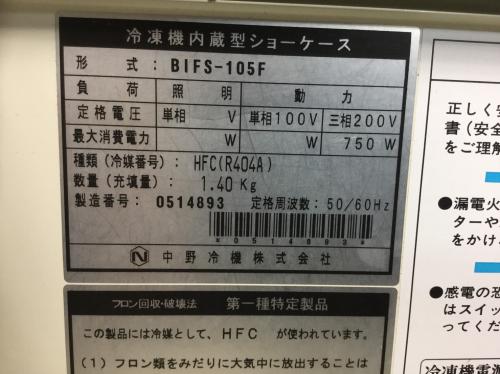 冷凍機内蔵型ショーケース
形 式: BIFS-105F
負荷 照明 動力
定格電圧 単相 V 単相100V 三相200V
最大消費電力 W W 750W
種類(冷媒番号): HFC(R404A)
数量(充填量): 1.40Kg
製造番号 0514893 定格周波数: 50/60Hz
*0514893*
中野冷機株式会社
フロン回収・破壊法 第一種特定製品
この製品には冷媒として、HFC が使われています。
(1)フロン類をみだりに大気中に放出することは
正しく安
書(安全
をご理解
●漏電火
ターや
をかけ
●感電の恐
はスイッ
ってくだ
冷凍機電源